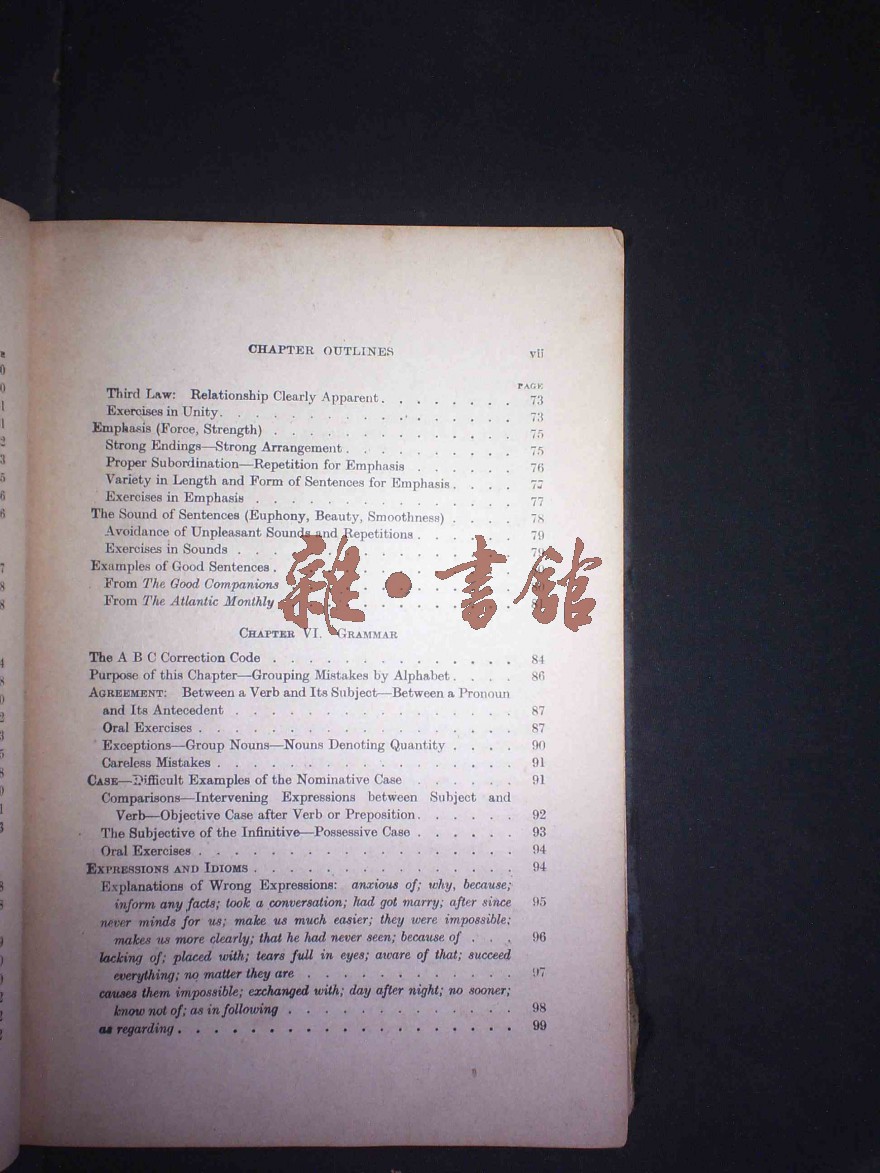 CHAPTER OUTLINES vii
PAGE
Third Law: Relationship Clearly Apparent . . . . . . . . 73
Exercises in Unity. . . . . . . . . . . . . . . . . 73
Emphasis (Force, Strength) . . . . . . . . . . . . . . 75
Strong Endings—Strong Arrangement . . . . . . . . . . 75
Proper Subordination—Repetition for Emphasis . . . . . . 76
Variety in Length and Form of Sentences for Emphasis . . . . 77
Exercises in Emphasis . . . . . . . . . . . . . . . 77
The Sound of Sentences (Euphony, Beauty, Smoothness) . . . . 78
Avoidance of Unpleasant Sounds and Repetitions . . . . . . 79
Exercises in Sounds . . . . . . . . . . . . . . . . 79
Examples of Good Sentences . . . . . . . . . . . . . .
From The Good Companions
From The Atlantic Monthly
雜·書館
CHAPTER VI. GRAMMAR
The A B C Correction Code . . . . . . . . . . . . . . 84
Purpose of this Chapter—Grouping Mistakes by Alphabet . . . . 86
AGREEMENT: Between a Verb and Its Subject—Between a Pronoun
and Its Antecedent . . . . . . . . . . . . . . . . 87
Oral Exercises . . . . . . . . . . . . . . . . . . 87
Exceptions—Group Nouns—Nouns Denoting Quantity . . . . 90
Careless Mistakes . . . . . . . . . . . . . . . . . 91
CASE—Difficult Examples of the Nominative Case . . . . . 91
Comparisons—Intervening Expressions between Subject and
Verb—Objective Case after Verb or Preposition . . . . . . 92
The Subjective of the Infinitive—Possessive Case . . . . . . 93
Oral Exercises . . . . . . . . . . . . . . . . . . 94
EXPRESSIONS AND IDIOMS . . . . . . . . . . . . . . . 94
Explanations of Wrong Expressions: anxious of; why, because;
inform any facts; took a conversation; had got marry; after since 95
never minds for us; make us much easier; they were impossible;
makes us more clearly; that he had never seen; because of . . . 96
lacking of; placed with; tears full in eyes; aware of that; succeed
everything; no matter they are . . . . . . . . . . . . 97
causes them impossible; exchanged with; day after night; no sooner;
know not of; as in following . . . . . . . . . . . . . 98
as regarding . . . . . . . . . . . . . . . . . . . 99